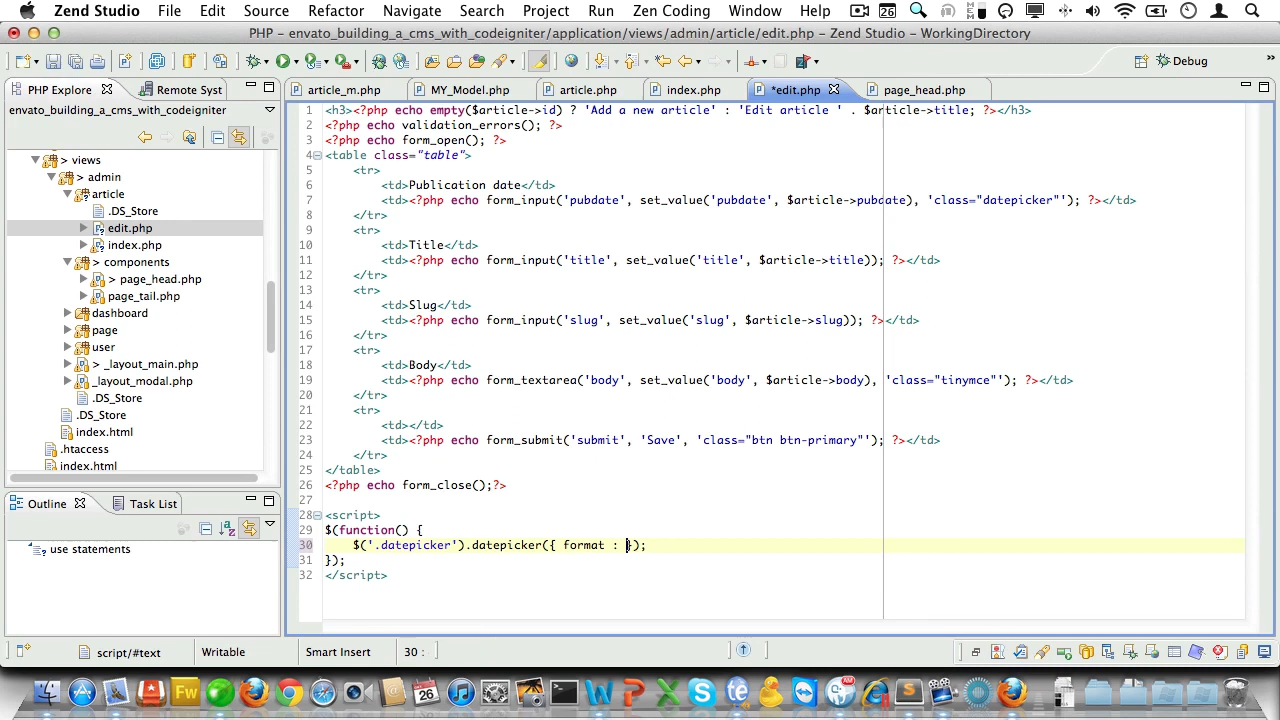 Zend Studio File Edit Source Refactor Navigate Search Project Run Zen Coding Window Help
PHP - envato_building_a_cms_with_codeigniter/application/views/admin/article/edit.php - Zend Studio - WorkingDirectory
Debug
PHP Explore Remote Syst article_m.php MY_Model.php article.php index.php *edit.php page_head.php
envato_building_a_cms_with_codeigniter
> views
> admin
article
.DS_Store
edit.php
index.php
> components
> page_head.php
page_tail.php
dashboard
page
user
> _layout_main.php
_layout_modal.php
.DS_Store
.DS_Store
index.html
.htaccess
index.html
Outline Task List
use statements
1 <h3><?php echo empty($article->id) ? 'Add a new article' : 'Edit article ' . $article->title; ?></h3>
2 <?php echo validation_errors(); ?>
3 <?php echo form_open(); ?>
4 <table class="table">
5 <tr>
6 <td>Publication date</td>
7 <td><?php echo form_input('pubdate', set_value('pubdate', $article->pubdate), 'class="datepicker"'); ?></td>
8 </tr>
9 <tr>
10 <td>Title</td>
11 <td><?php echo form_input('title', set_value('title', $article->title)); ?></td>
12 </tr>
13 <tr>
14 <td>Slug</td>
15 <td><?php echo form_input('slug', set_value('slug', $article->slug)); ?></td>
16 </tr>
17 <tr>
18 <td>Body</td>
19 <td><?php echo form_textarea('body', set_value('body', $article->body), 'class="tinymce"'); ?></td>
20 </tr>
21 <tr>
22 <td></td>
23 <td><?php echo form_submit('submit', 'Save', 'class="btn btn-primary"'); ?></td>
24 </tr>
25 </table>
26 <?php echo form_close();?>
27
28 <script>
29 $(function() {
30 $('.datepicker').datepicker({ format : });
31 });
32 </script>
script/#text Writable Smart Insert 30 :